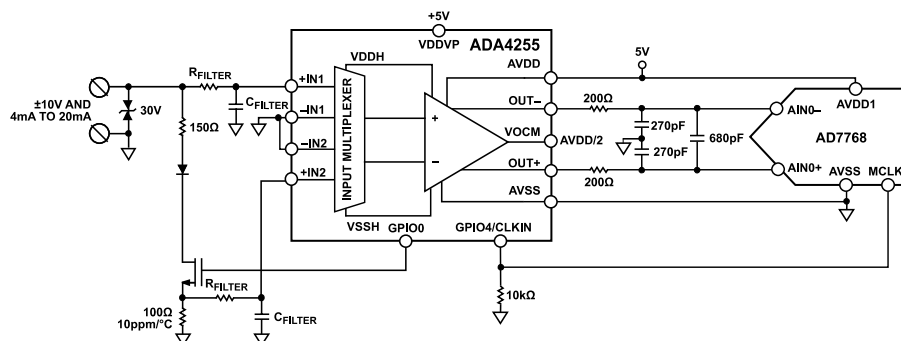 +5V
VDDVP
ADA4255
AVDD
5V
VDDH
RFILTER
+IN1
±10V AND
4mA TO 20mA
30V
CFILTER
–IN1
150Ω
–IN2
+IN2
INPUT MULTIPLEXER
+
–
OUT–
200Ω
VOCM
AVDD/2
270pF
270pF
680pF
OUT+
200Ω
AVSS
AIN0–
AVDD1
AD7768
AIN0+
AVSS
MCLK
VSSH
GPIO0
GPIO4/CLKIN
RFILTER
10kΩ
100Ω
10ppm/°C
CFILTER